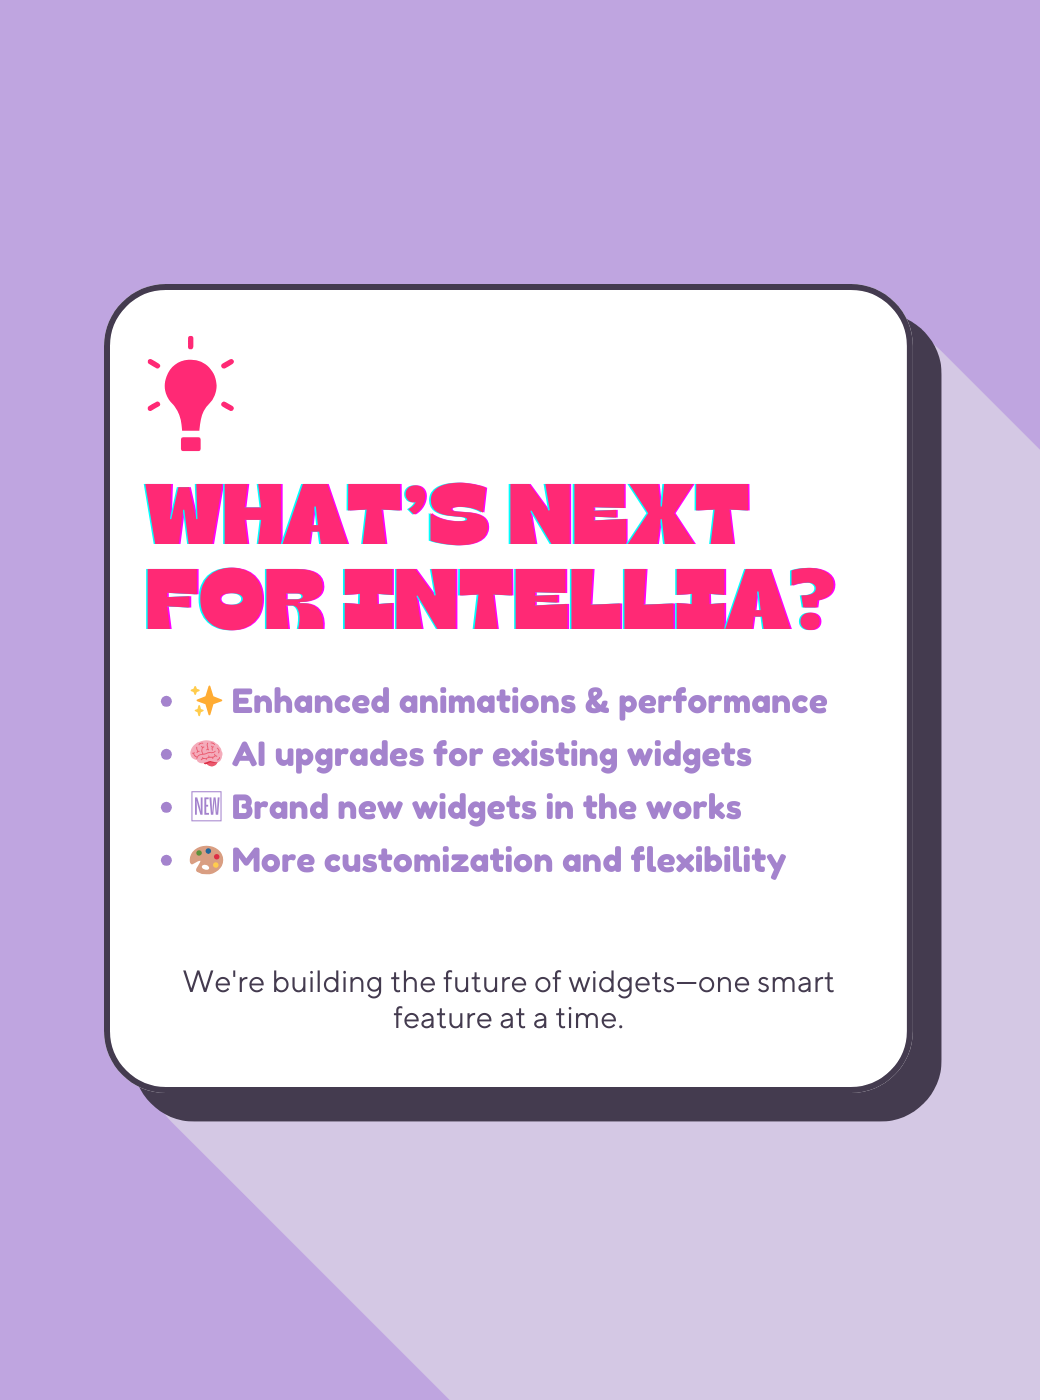 WHAT’S NEXT
FOR INTELLIA?
• ✨ Enhanced animations & performance
• 🧠 AI upgrades for existing widgets
• 🆕 Brand new widgets in the works
• 🎨 More customization and flexibility
We're building the future of widgets—one smart
feature at a time.